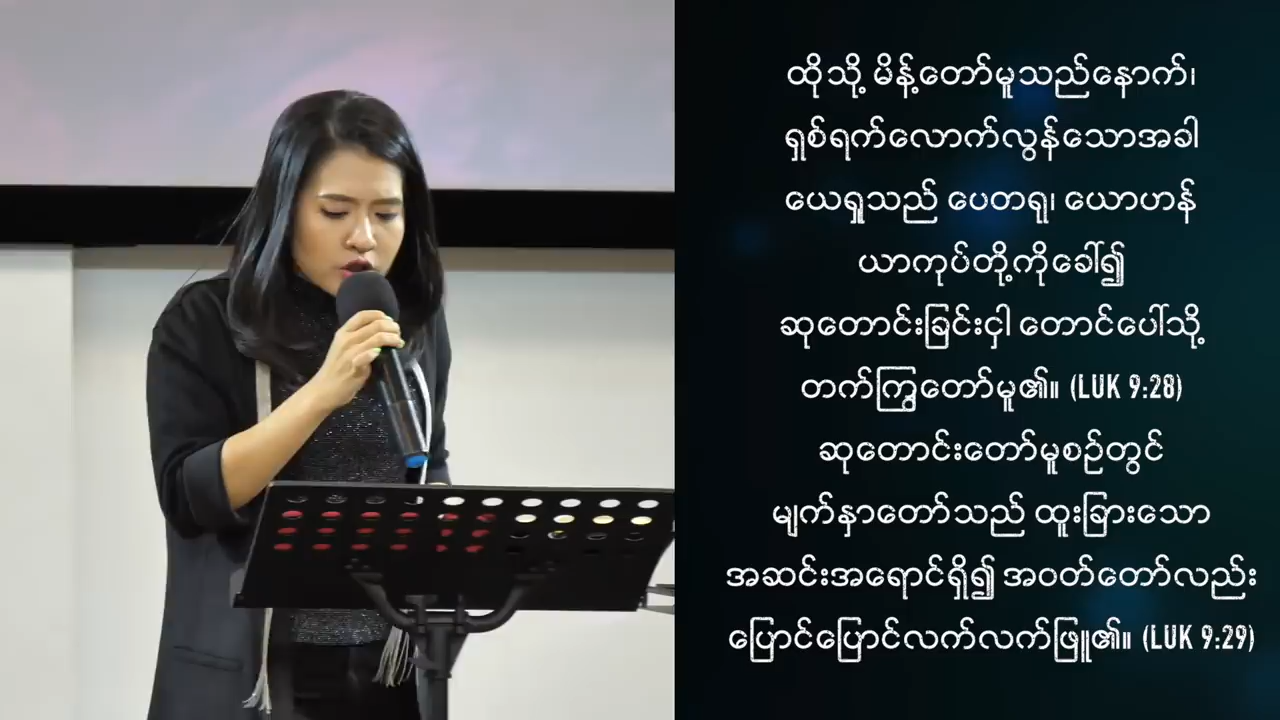 ထိုသို့ မိန့်တော်မူသည်နောက်၊
ရှစ်ရက်လောက်လွန်သောအခါ
ယေရှုသည် ပေတရု၊ ယောဟန်
ယာကုပ်တို့ကိုခေါ်၍
ဆုတောင်းခြင်းငှါ တောင်ပေါ်သို့
တက်ကြွတော်မူ၏။ (LUK 9:28)
ဆုတောင်းတော်မူစဉ်တွင်
မျက်နှာတော်သည် ထူးခြားသော
အဆင်းအရောင်ရှိ၍ အဝတ်တော်လည်း
ပြောင်ပြောင်လက်လက်ဖြူ၏။ (LUK 9:29)